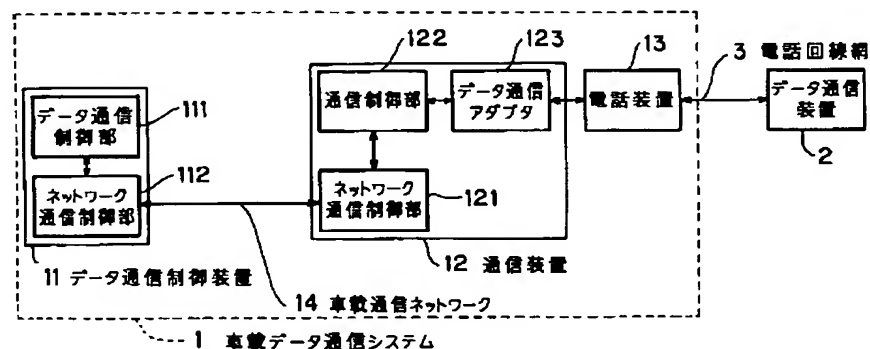 122
123
13
3 電話回線網
データ通信
制御部
111
通信制御部
データ通信
アダプタ
電話装置
データ通信
装置
2
112
ネットワーク
通信制御部
ネットワーク
通信制御部
121
11 データ通信制御装置
12 通信装置
14 車載通信ネットワーク
1 車載データ通信システム